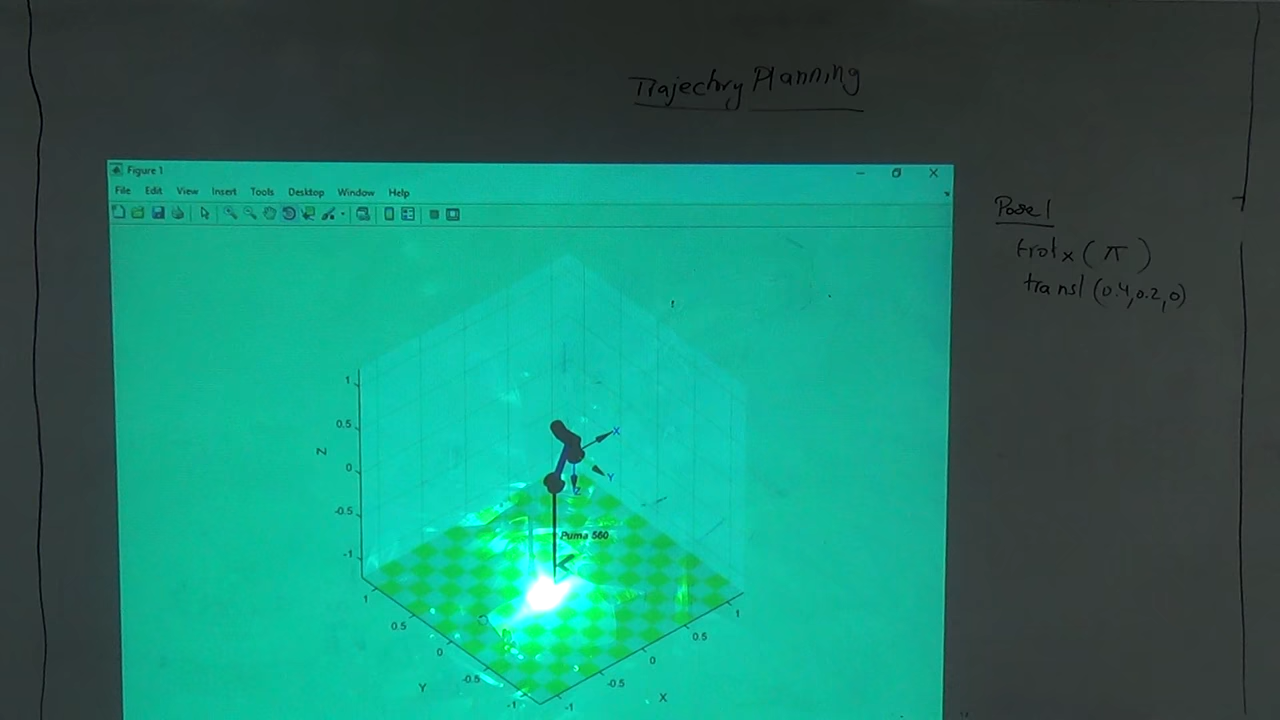 Trajectory Planning
Figure 1
File Edit View Insert Tools Desktop Window Help
Pose 1
trotx (π)
transl (0.4,0.2,0)
1
0.5
0
-0.5
-1
Z
X
Y
Z
Puma 560
1
0.5
0
-0.5
-1
Y
1
0.5
0
-0.5
-1
X